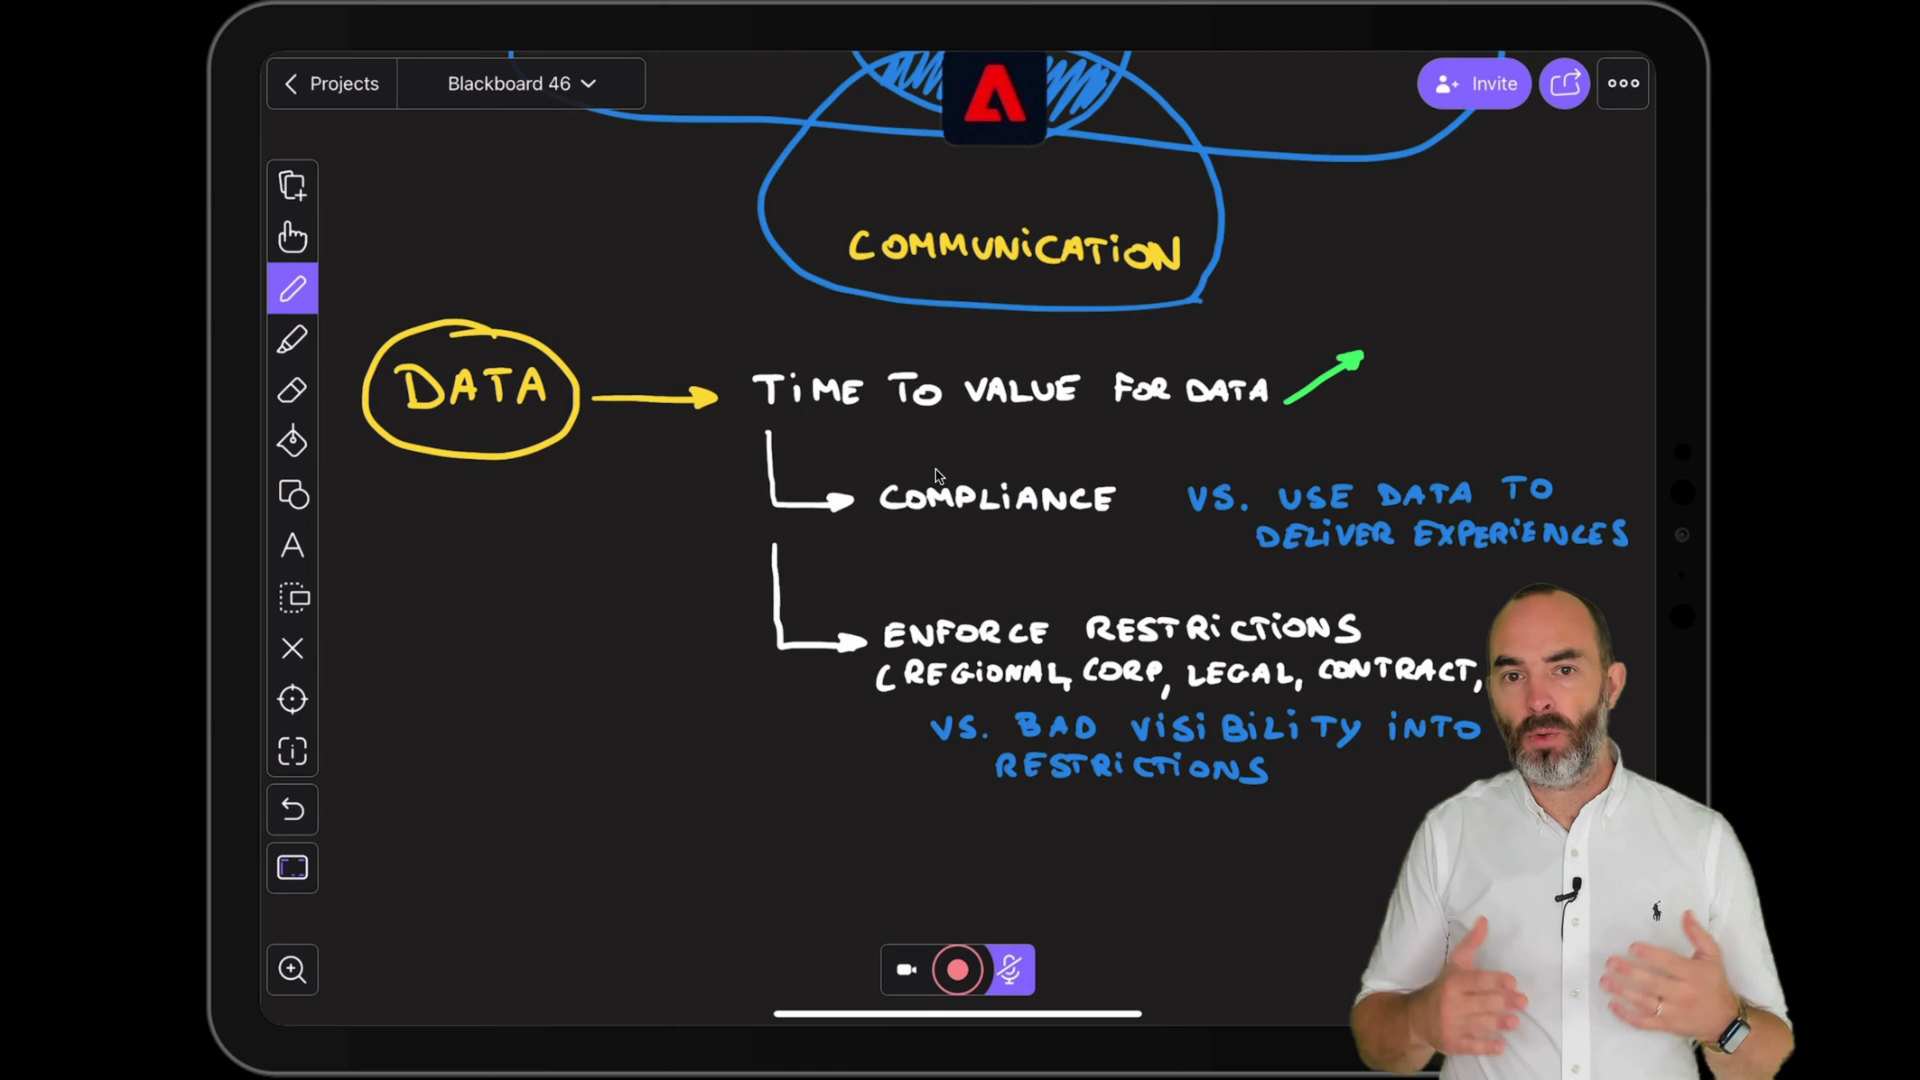 Projects
Blackboard 46
Invite
COMMUNICATION
DATA
TIME TO VALUE FOR DATA
COMPLIANCE
VS. USE DATA TO
DELIVER EXPERIENCES
ENFORCE RESTRICTIONS
(REGIONAL, CORP, LEGAL, CONTRACT,
VS. BAD VISIBILITY INTO
RESTRICTIONS